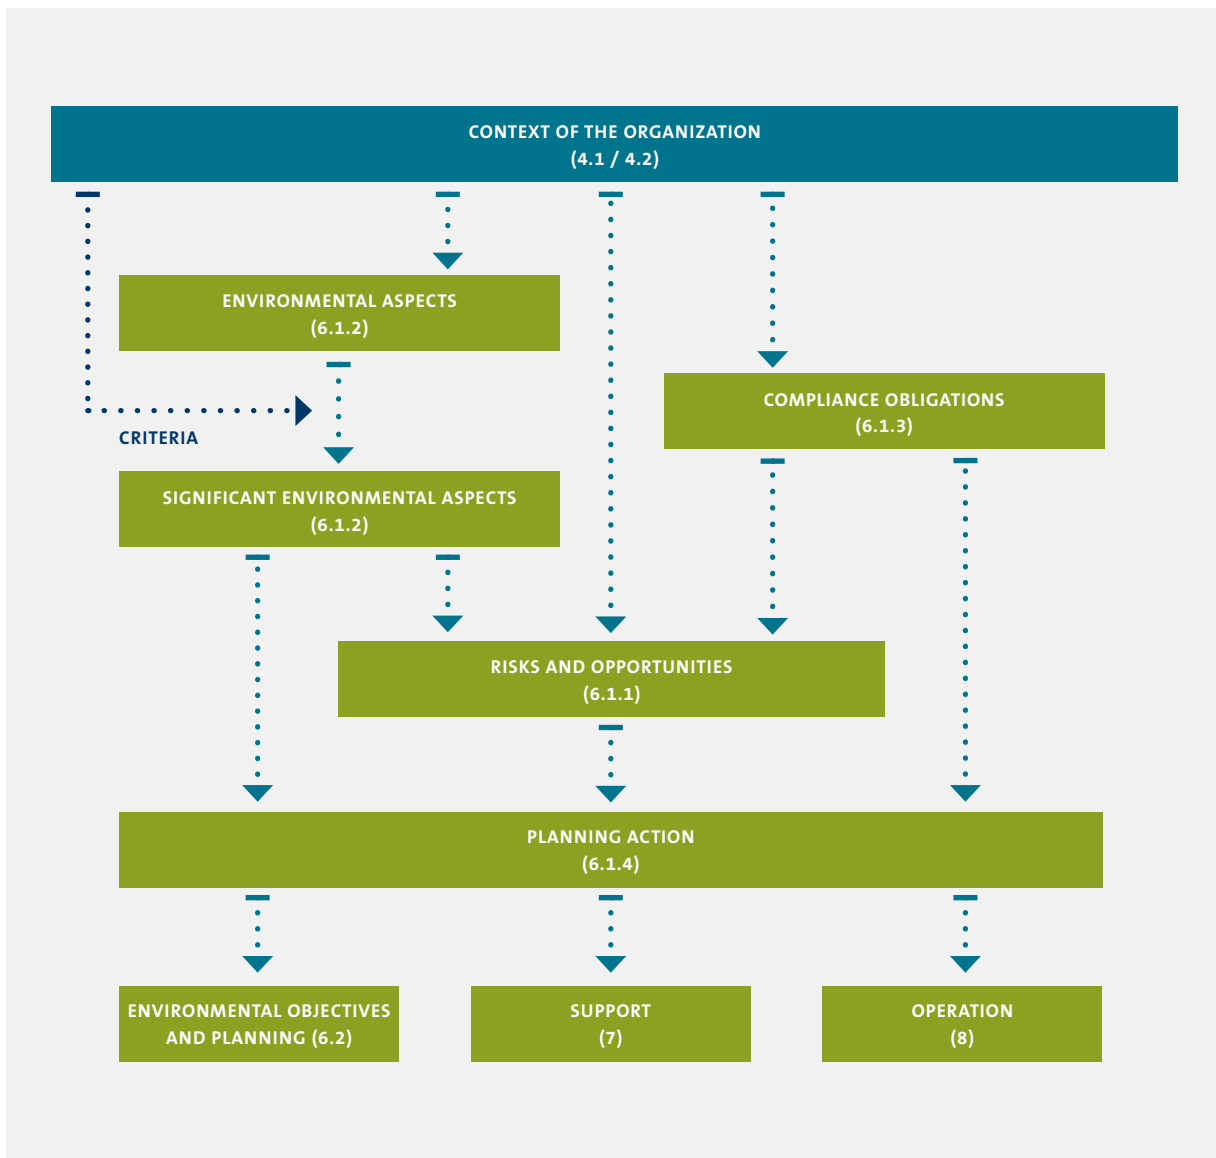 CONTEXT OF THE ORGANIZATION
(4.1 / 4.2)
ENVIRONMENTAL ASPECTS
(6.1.2)
COMPLIANCE OBLIGATIONS
(6.1.3)
CRITERIA
SIGNIFICANT ENVIRONMENTAL ASPECTS
(6.1.2)
RISKS AND OPPORTUNITIES
(6.1.1)
PLANNING ACTION
(6.1.4)
ENVIRONMENTAL OBJECTIVES
AND PLANNING (6.2)
SUPPORT
(7)
OPERATION
(8)